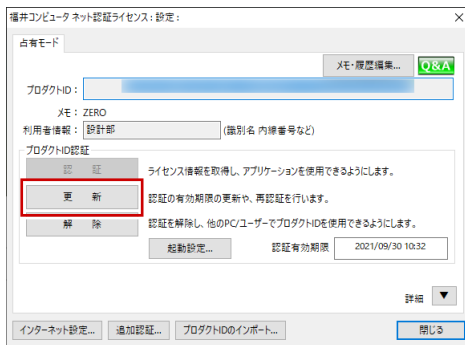 福井コンピュータ ネット認証ライセンス : 設定 :
占有モード
メモ・履歴編集...
Q&A
プロダクトID :
メモ : ZERO
利用者情報 : 設計部 (識別名 内線番号など)
プロダクトID認証
認 証 ライセンス情報を取得し、アプリケーションを使用できるようにします。
更 新 認証の有効期限の更新や、再認証を行います。
解 除 認証を解除し、他のPC/ユーザーでプロダクトIDを使用できるようにします。
起動設定... 認証有効期限 2021/09/30 10:32
詳細 ▼
インターネット設定... 追加認証... プロダクトIDのインポート... 閉じる